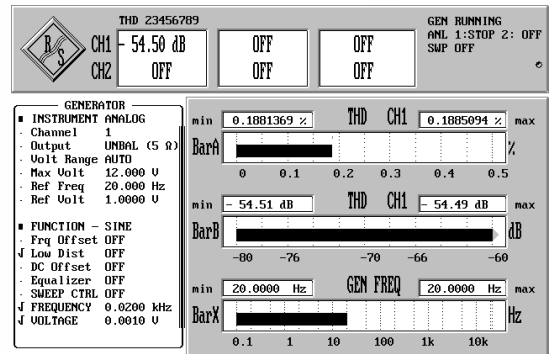 THD 23456789
R S
CH1 - 54.50 dB OFF OFF
CH2 OFF OFF OFF
GEN RUNNING
ANL 1:STOP 2: OFF
SWP OFF
GENERATOR
INSTRUMENT ANALOG
Channel 1
Output UNBAL (5 Ω)
Volt Range AUTO
Max Volt 12.000 V
Ref Freq 20.000 Hz
Ref Volt 1.0000 V
FUNCTION - SINE
Frq Offset OFF
Low Dist OFF
DC Offset OFF
Equalizer OFF
SWEEP CTRL OFF
FREQUENCY 0.0200 kHz
VOLTAGE 0.0010 V
min 0.1881369 % THD CH1 0.1885094 % max
BarA %
0 0.1 0.2 0.3 0.4 0.5
min - 54.51 dB THD CH1 - 54.49 dB max
BarB dB
-80 -76 -70 -66 -60
min 20.0000 Hz GEN FREQ 20.0000 Hz max
BarX Hz
0.1 1 10 100 1k 10k